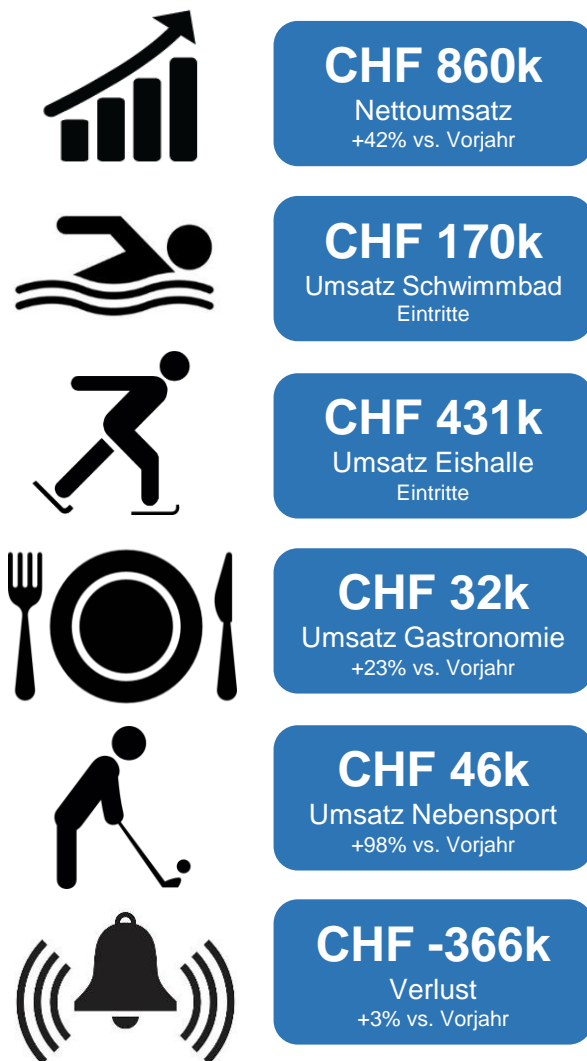 CHF 860k
Nettoumsatz
+42% vs. Vorjahr
CHF 170k
Umsatz Schwimmbad
Eintritte
CHF 431k
Umsatz Eishalle
Eintritte
CHF 32k
Umsatz Gastronomie
+23% vs. Vorjahr
CHF 46k
Umsatz Nebensport
+98% vs. Vorjahr
CHF -366k
Verlust
+3% vs. Vorjahr